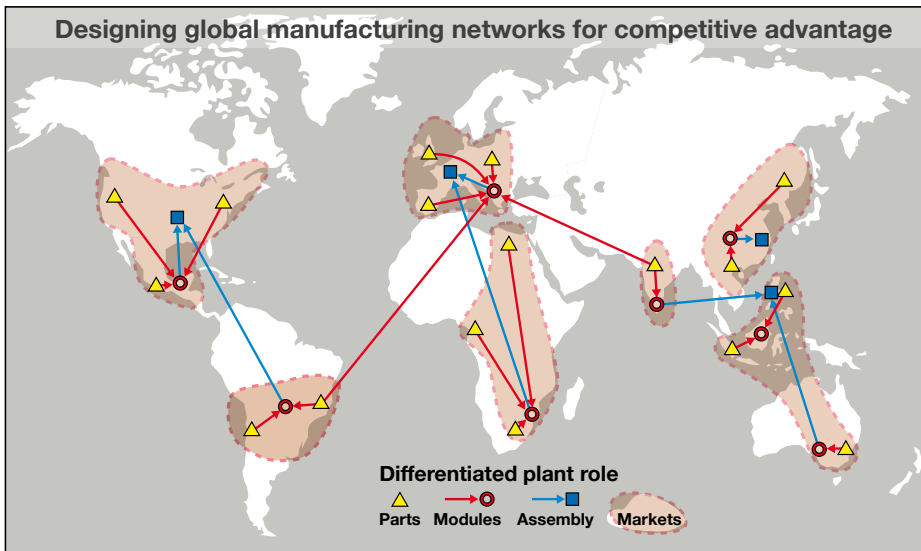 Designing global manufacturing networks for competitive advantage
Differentiated plant role
Parts Modules Assembly Markets